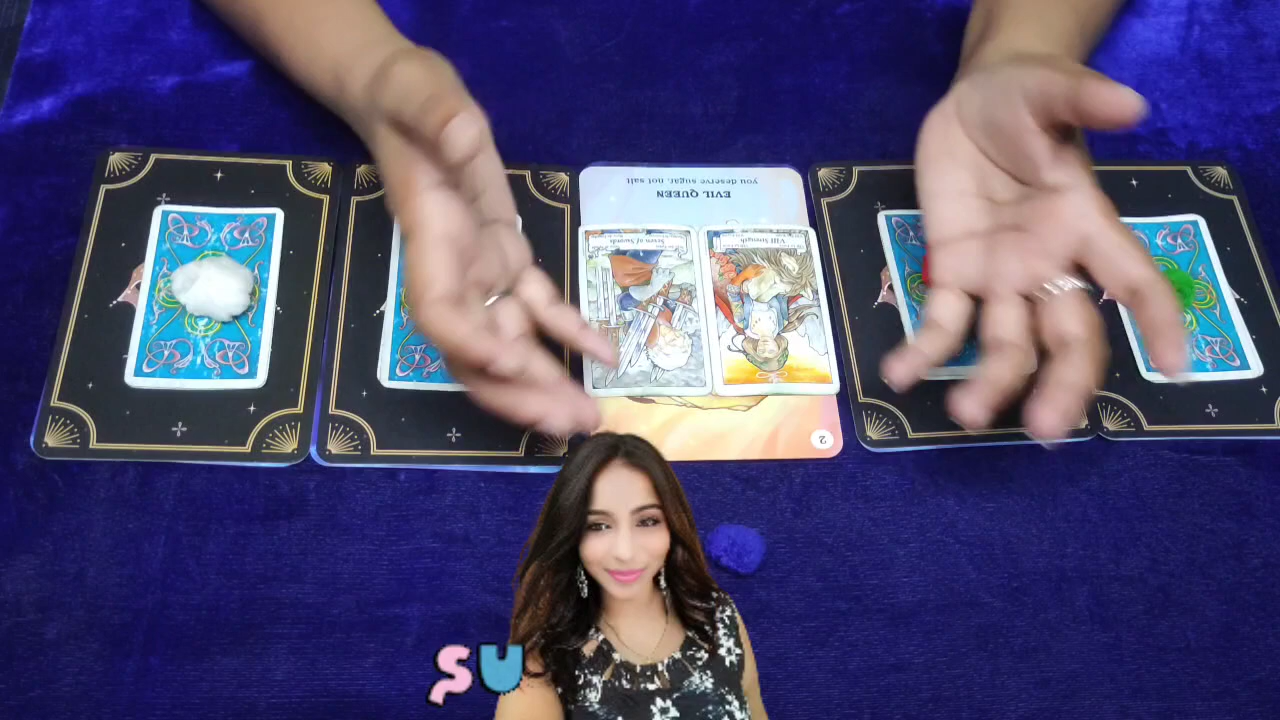 you deserve sugar, not salt
EVIL QUEEN
Seven of Swords
VIII Strength
2
SU